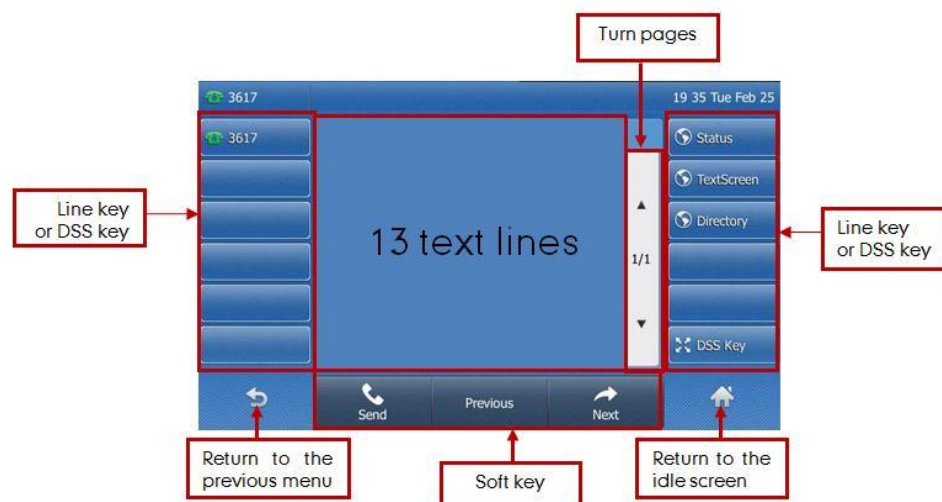 Turn pages
3617
19 35 Tue Feb 25
3617
Status
TextScreen
Directory
DSS Key
Line key
or DSS key
13 text lines
1/1
Line key
or DSS key
Send
Previous
Next
Return to the
previous menu
Soft key
Return to the
idle screen